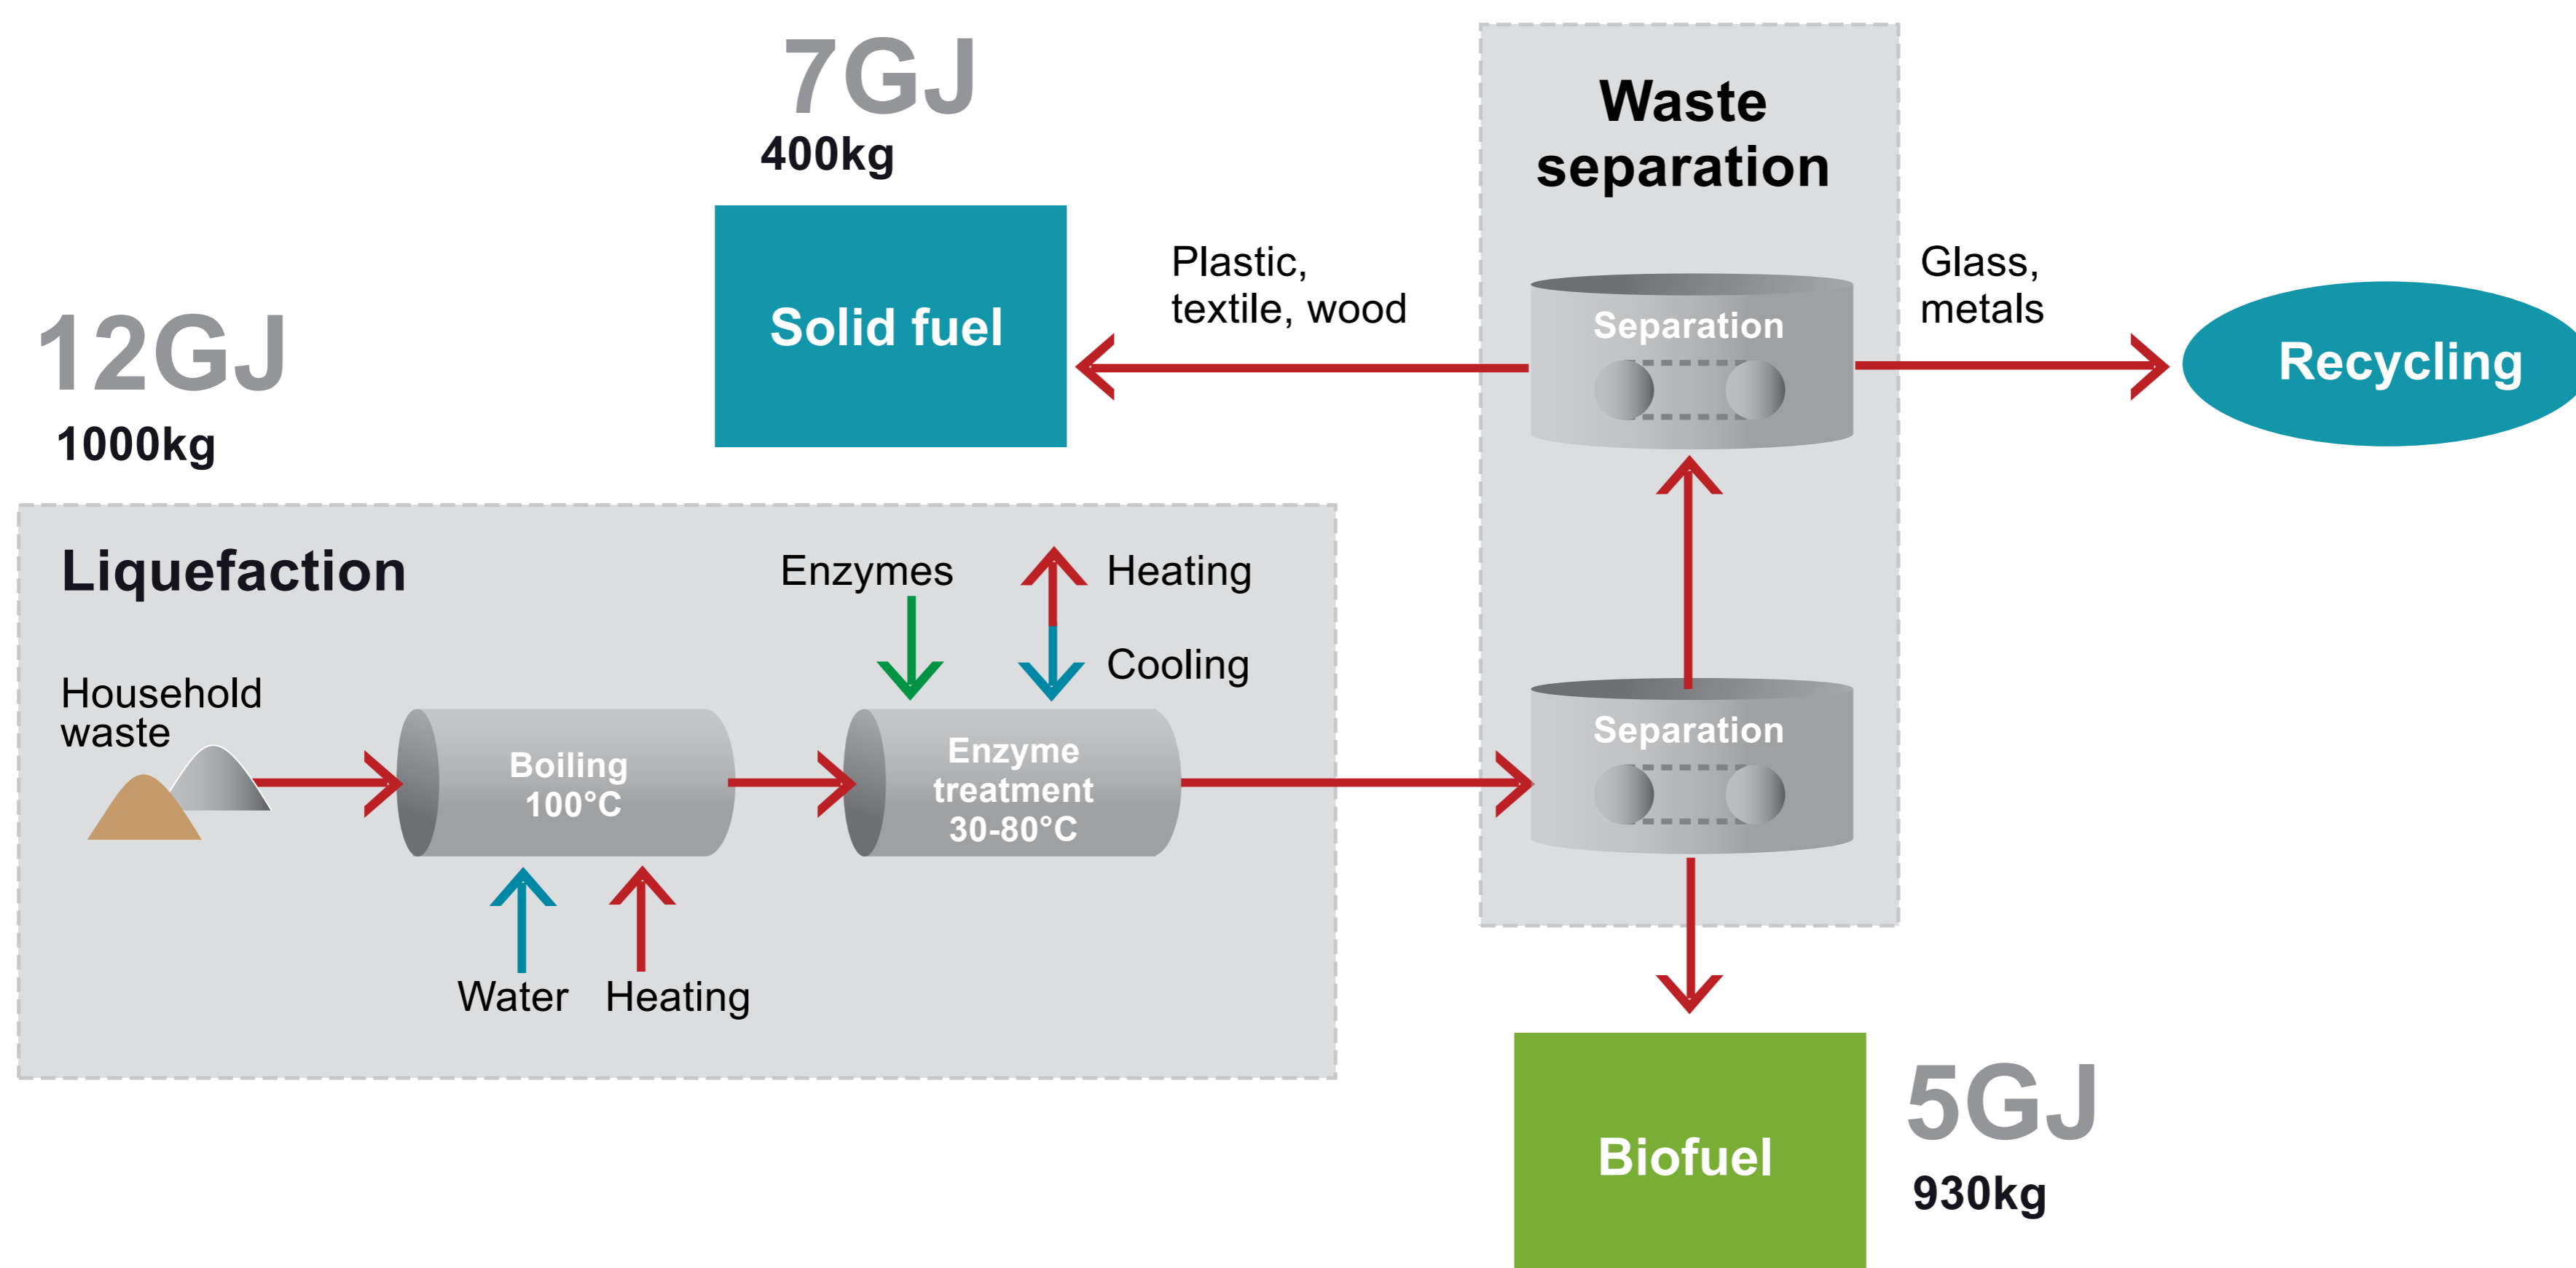 7GJ
400kg
Waste
separation
Plastic,
textile, wood
Glass,
metals
Solid fuel
Separation
Recycling
12GJ
1000kg
Liquefaction
Enzymes
Heating
Cooling
Household
waste
Boiling
100°C
Enzyme
treatment
30-80°C
Separation
Water
Heating
Biofuel
5GJ
930kg